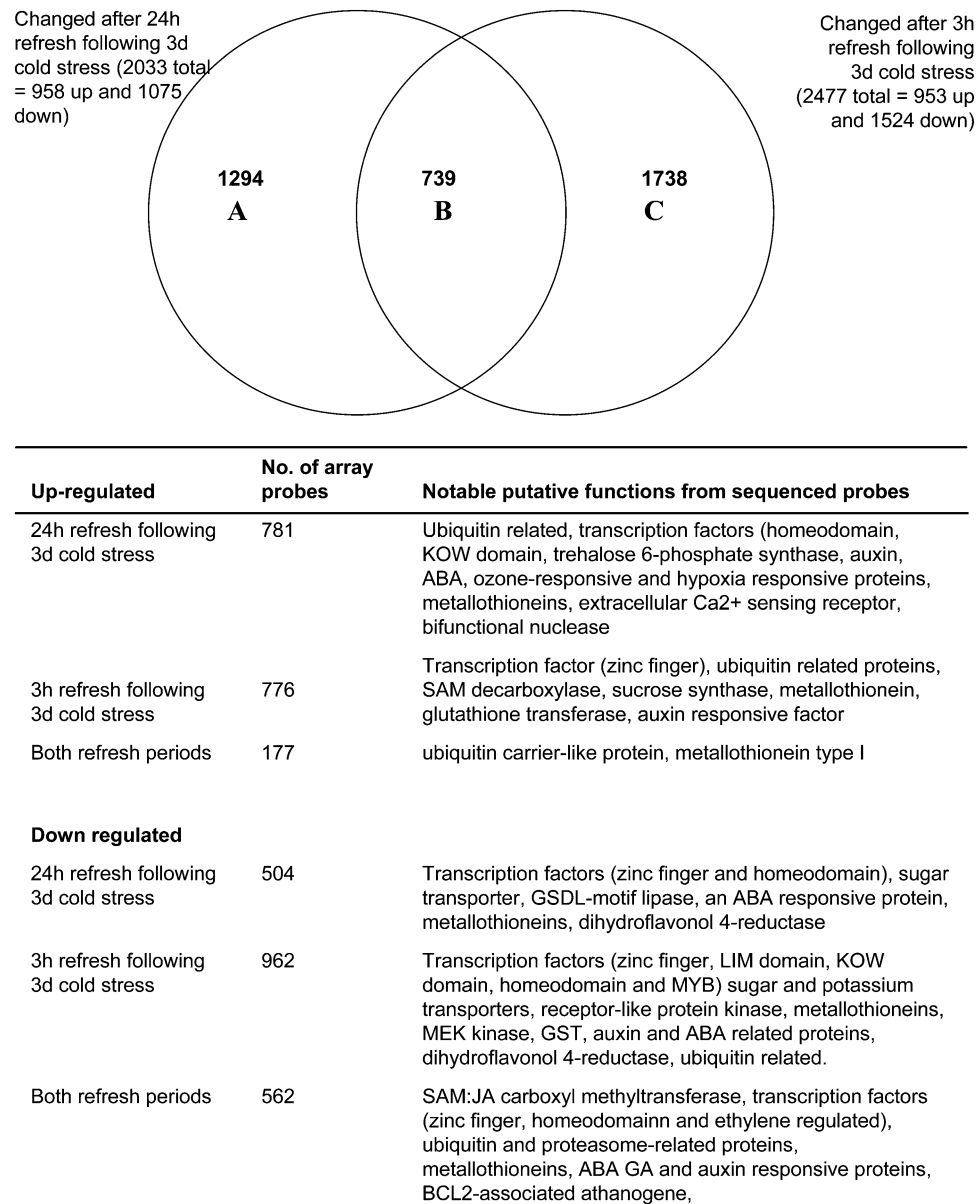 Changed after 24h
refresh following 3d
cold stress (2033 total
= 958 up and 1075
down)
Changed after 3h
refresh following
3d cold stress
(2477 total = 953 up
and 1524 down)
1294
739
1738
A
B
C
Up-regulated
No. of array
probes
Notable putative functions from sequenced probes
24h refresh following
3d cold stress
781
Ubiquitin related, transcription factors (homeodomain,
KOW domain, trehalose 6-phosphate synthase, auxin,
ABA, ozone-responsive and hypoxia responsive proteins,
metallothioneins, extracellular Ca2+ sensing receptor,
bifunctional nuclease
3h refresh following
3d cold stress
776
Transcription factor (zinc finger), ubiquitin related proteins,
SAM decarboxylase, sucrose synthase, metallothionein,
glutathione transferase, auxin responsive factor
Both refresh periods
177
ubiquitin carrier-like protein, metallothionein type I
Down regulated
24h refresh following
3d cold stress
504
Transcription factors (zinc finger and homeodomain), sugar
transporter, GSDL-motif lipase, an ABA responsive protein,
metallothioneins, dihydroflavonol 4-reductase
3h refresh following
3d cold stress
962
Transcription factors (zinc finger, LIM domain, KOW
domain, homeodomain and MYB) sugar and potassium
transporters, receptor-like protein kinase, metallothioneins,
MEK kinase, GST, auxin and ABA related proteins,
dihydroflavonol 4-reductase, ubiquitin related.
Both refresh periods
562
SAM:JA carboxyl methyltransferase, transcription factors
(zinc finger, homeodomainn and ethylene regulated),
ubiquitin and proteasome-related proteins,
metallothioneins, ABA GA and auxin responsive proteins,
BCL2-associated athanogene,